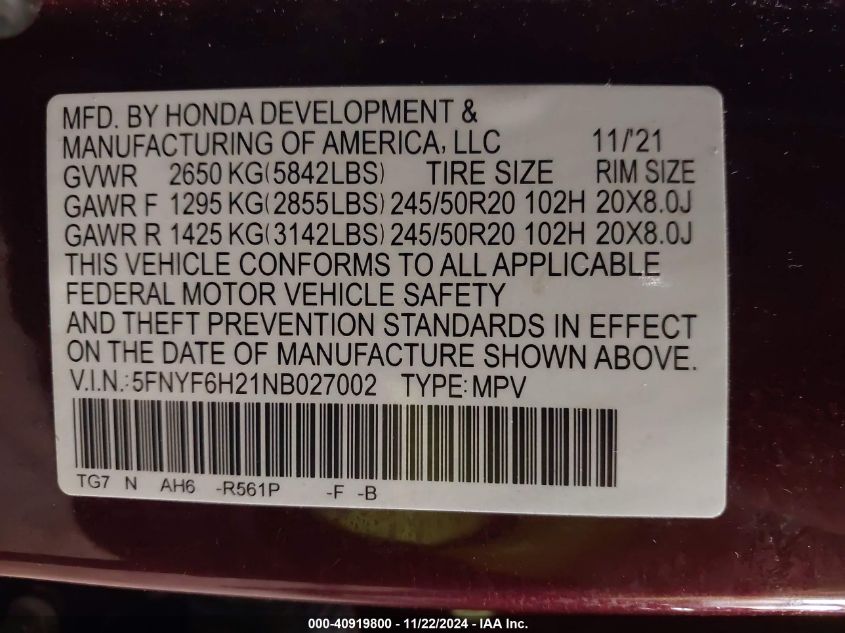 MFD. BY HONDA DEVELOPMENT &
MANUFACTURING OF AMERICA, LLC 11/'21
GVWR 2650 KG(5842LBS) TIRE SIZE RIM SIZE
GAWR F 1295 KG(2855LBS) 245/50R20 102H 20X8.0J
GAWR R 1425 KG(3142LBS) 245/50R20 102H 20X8.0J
THIS VEHICLE CONFORMS TO ALL APPLICABLE
FEDERAL MOTOR VEHICLE SAFETY
AND THEFT PREVENTION STANDARDS IN EFFECT
ON THE DATE OF MANUFACTURE SHOWN ABOVE.
V.I.N.:5FNYF6H21NB027002 TYPE:MPV
TG7 N AH6 -R561P -F -B
000-40919800 - 11/22/2024 - IAA Inc.